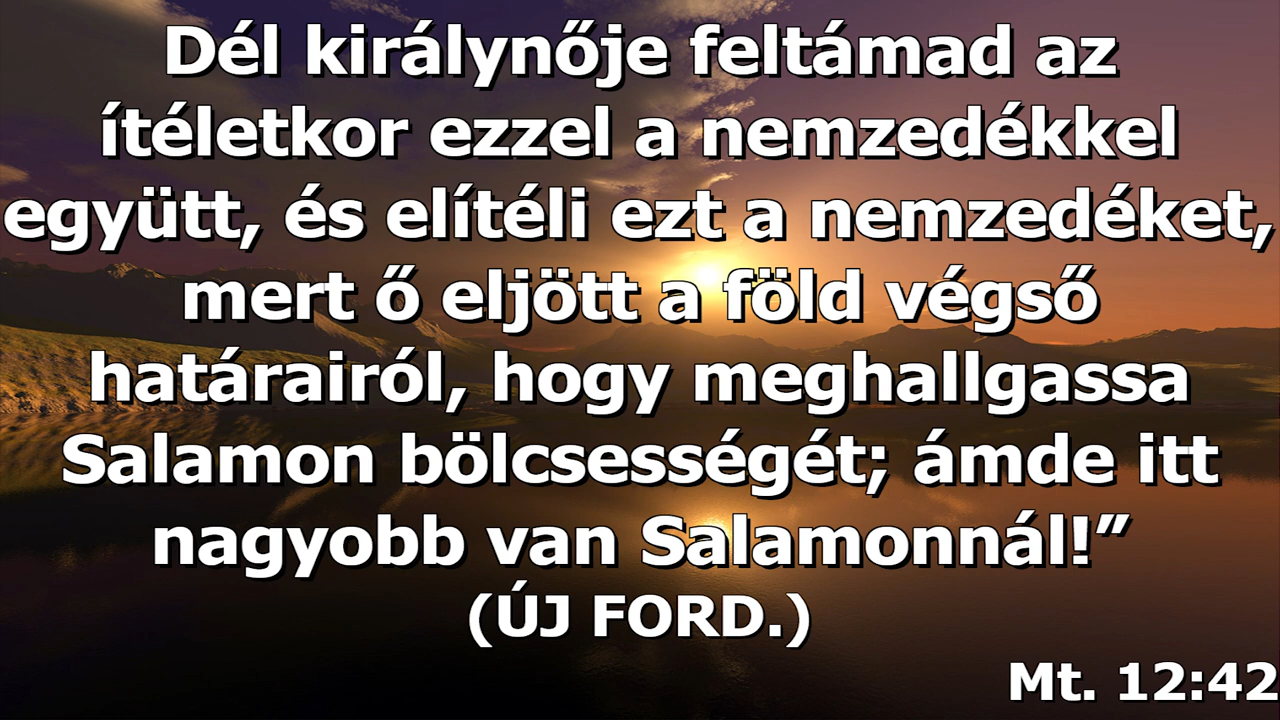 Dél királynője feltámad az
ítéletkor ezzel a nemzedékkel
együtt, és elítéli ezt a nemzedéket,
mert ő eljött a föld végső
határairól, hogy meghallgassa
Salamon bölcsességét; ámde itt
nagyobb van Salamonnál!”
(ÚJ FORD.)
Mt. 12:42